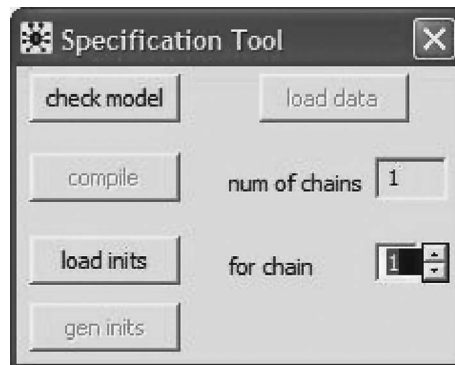 Specification Tool
check model load data
compile num of chains 1
load inits for chain 1
gen inits